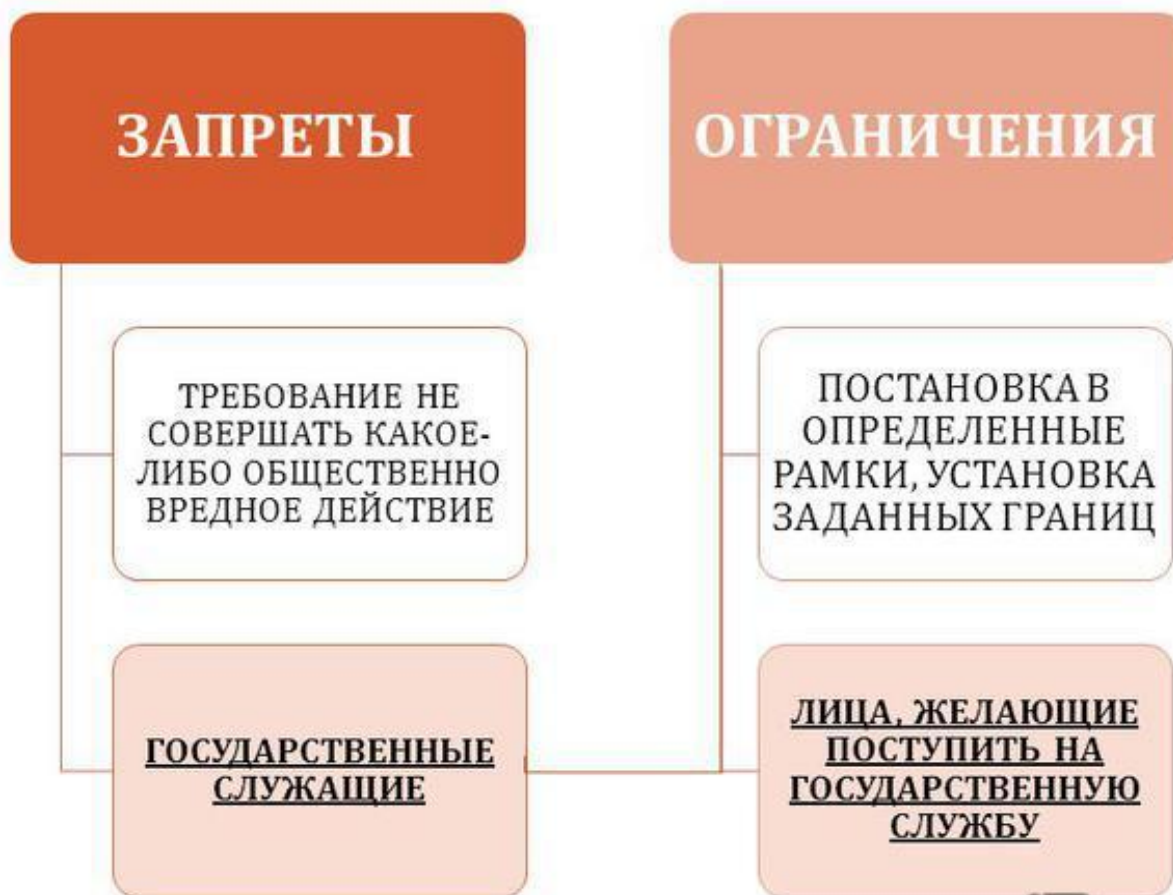 ЗАПРЕТЫ
ТРЕБОВАНИЕ НЕ
СОВЕРШАТЬ КАКОЕ-
ЛИБО ОБЩЕСТВЕННО
ВРЕДНОЕ ДЕЙСТВИЕ
ГОСУДАРСТВЕННЫЕ
СЛУЖАЩИЕ
ОГРАНИЧЕНИЯ
ПОСТАНОВКА В
ОПРЕДЕЛЕННЫЕ
РАМКИ, УСТАНОВКА
ЗАДАННЫХ ГРАНИЦ
ЛИЦА, ЖЕЛАЮЩИЕ
ПОСТУПИТЬ НА
ГОСУДАРСТВЕННУЮ
СЛУЖБУ